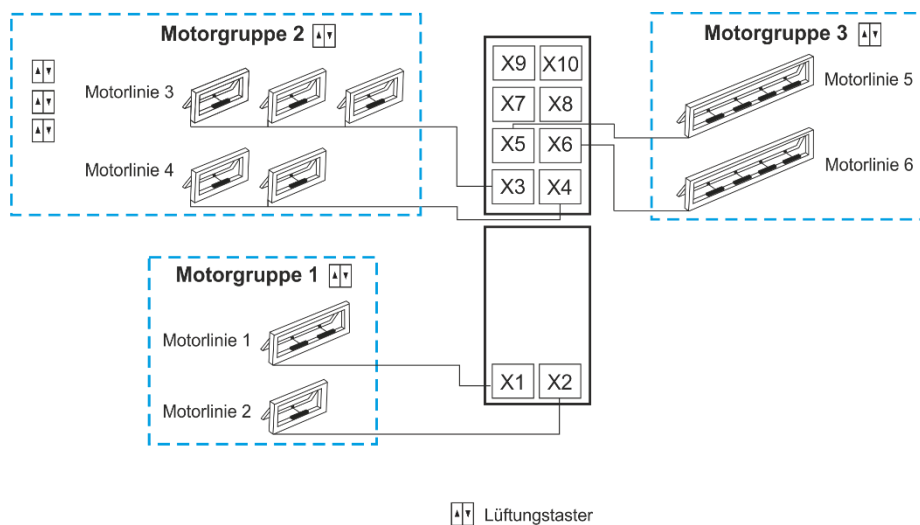 Motorgruppe 2
Motorlinie 3
Motorlinie 4
X9 X10
X7 X8
X5 X6
X3 X4
Motorgruppe 3
Motorlinie 5
Motorlinie 6
Motorgruppe 1
Motorlinie 1
Motorlinie 2
X1 X2
Lüftungstaster